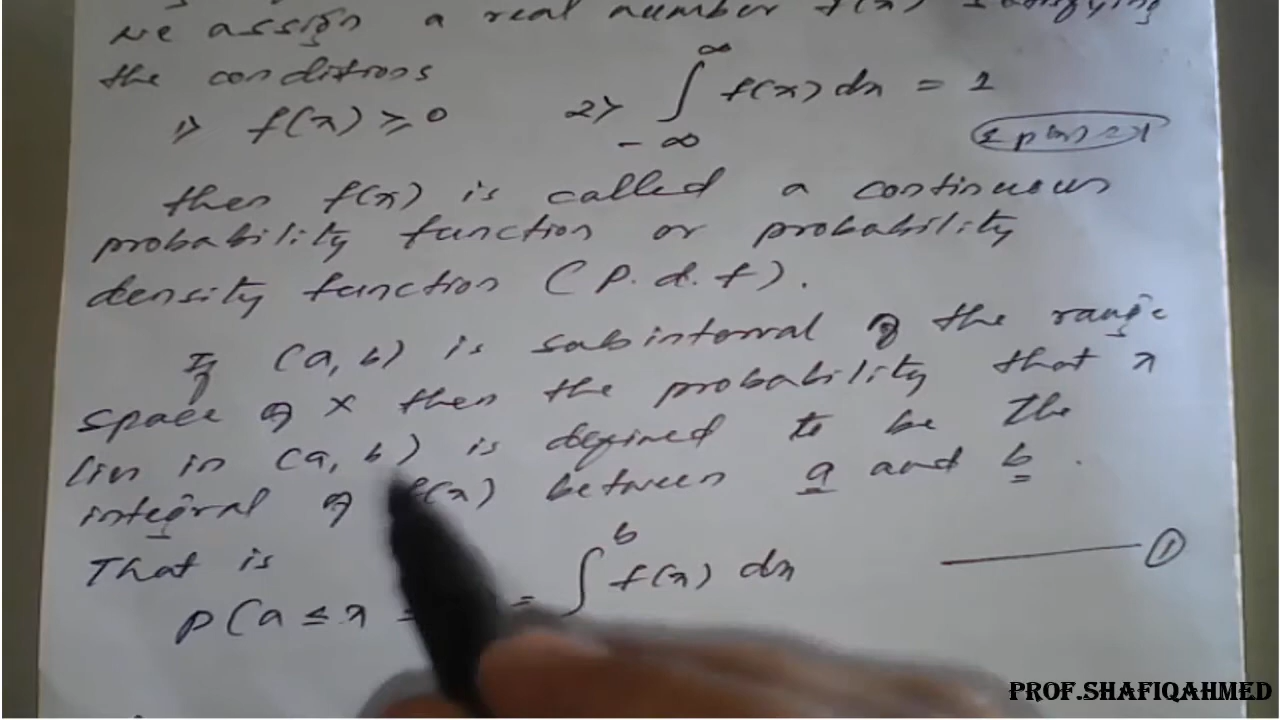 we assign a real number f(x) satisfying
the conditions
1> f(x) ≥ 0 2> ∫_{-∞}^{∞} f(x) dx = 1
Σ p(x) = 1
then f(x) is called a continuous
probability function or probability
density function (p.d.f).
If (a, b) is subinterval of the range
space of X then the probability that x
lies in (a, b) is defined to be the
integral of f(x) between a and b.
That is
P(a ≤ x = ∫^{b} f(x) dx ——— ①
PROF.SHAFIQAHMED